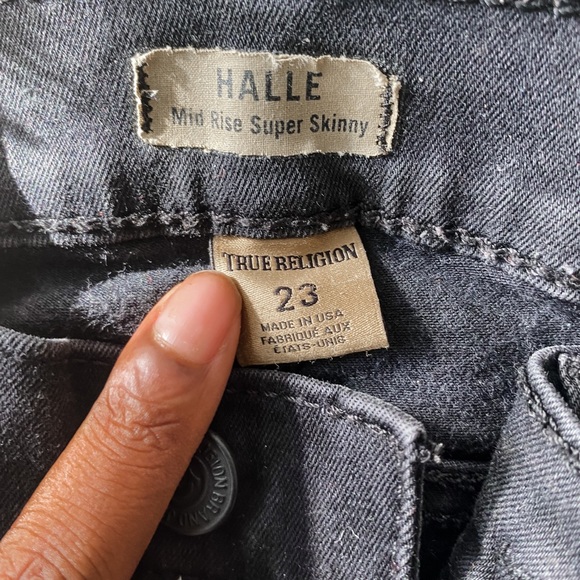 HALLE
Mid Rise Super Skinny
TRUE RELIGION
23
MADE IN USA
FABRIQUÉ AUX
ÉTATS-UNIS